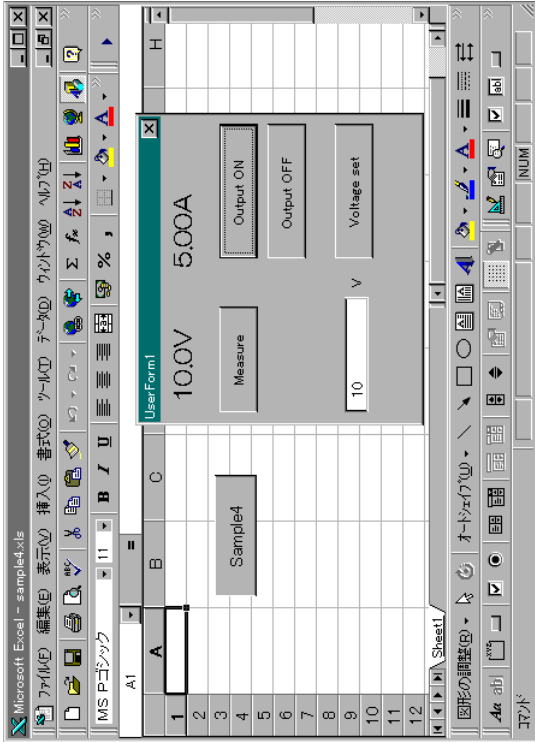 Microsoft Excel - sample4.xls
ファイル(F) 編集(E) 表示(V) 挿入(I) 書式(O) ツール(T) データ(D) ウィンドウ(W) ヘルプ(H)
MS Pゴシック 11 B I U % ,
A1 =
A B C H
1
2
3
4
5
6
7
8
9
10
11
12
Sample4
UserForm1
10.0V 5.00A
Measure Output ON
Output OFF
10 V Voltage set
Sheet1
図形の調整(R) オートシェイプ(U)
Aa ab| xyz ab|
コマンド NUM